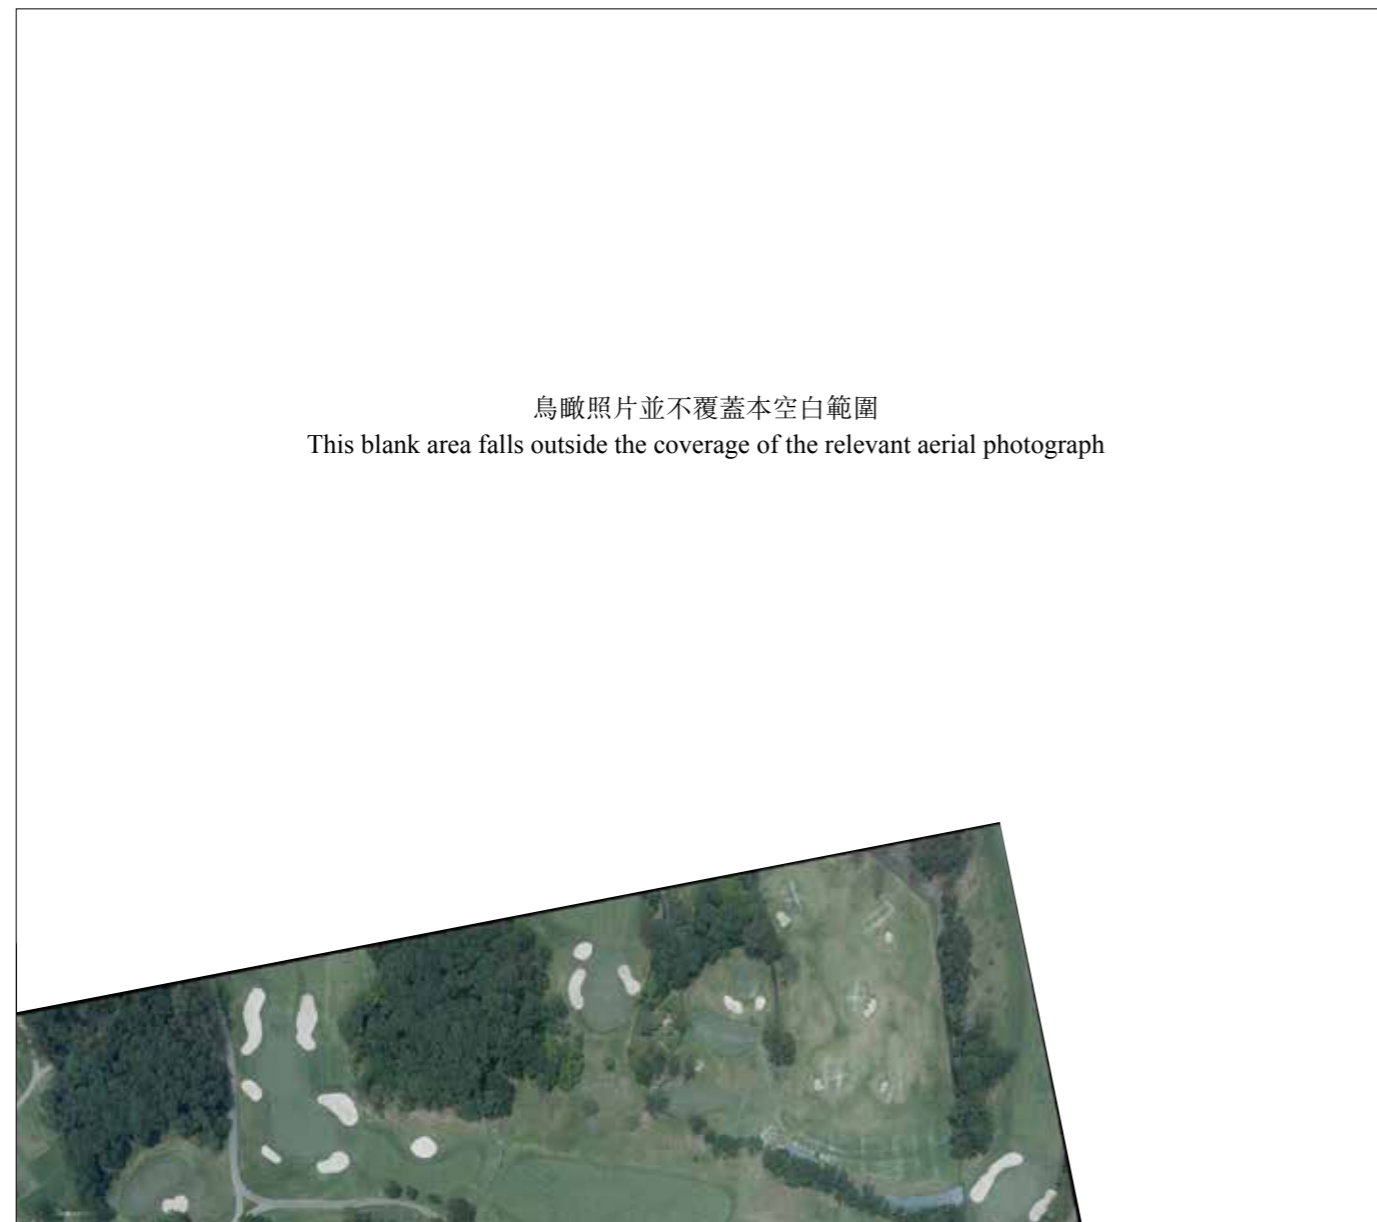 鳥瞰照片並不覆蓋本空白範圍
This blank area falls outside the coverage of the relevant aerial photograph